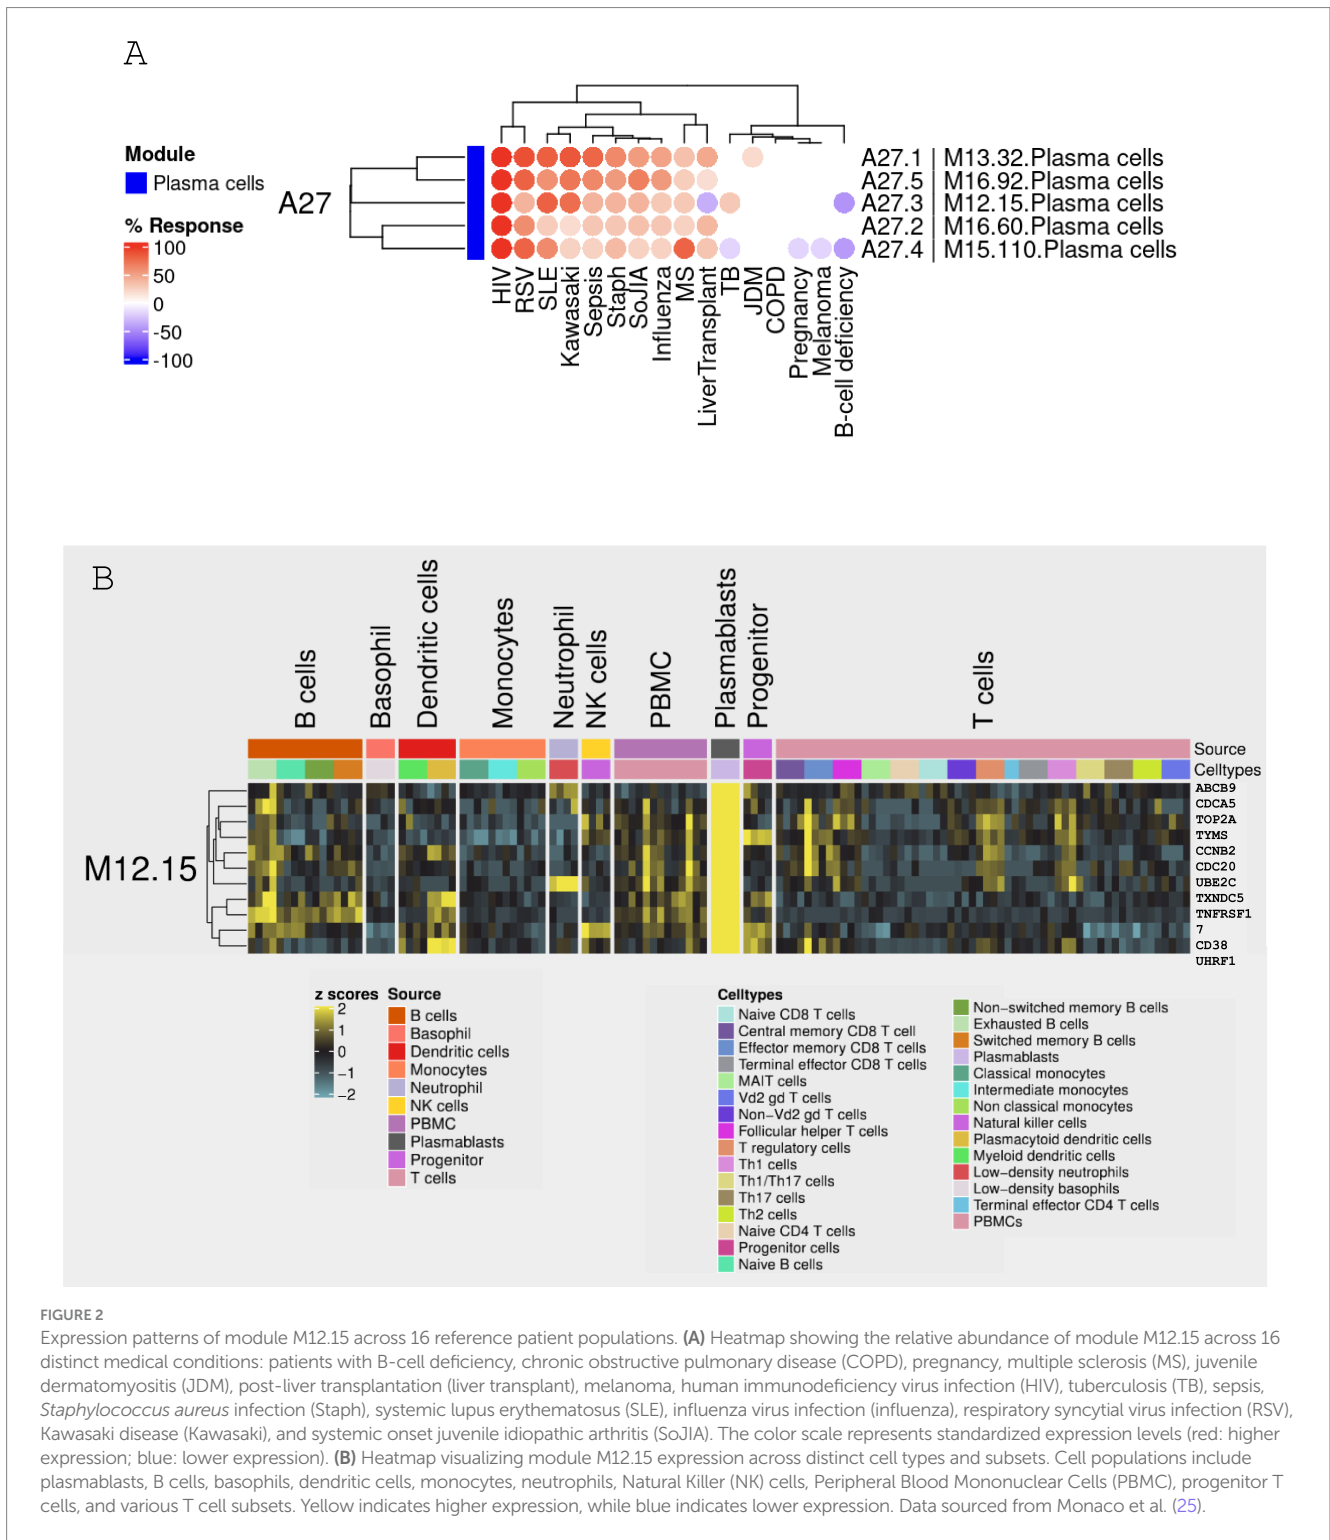 A
Module
Plasma cells
% Response
100
50
0
-50
-100
A27
A27.1 | M13.32.Plasma cells
A27.5 | M16.92.Plasma cells
A27.3 | M12.15.Plasma cells
A27.2 | M16.60.Plasma cells
A27.4 | M15.110.Plasma cells
HIV
RSV
SLE
Kawasaki
Sepsis
Staph
SoJIA
Influenza
MS
LiverTransplant
TB
JDM
COPD
Pregnancy
Melanoma
B-cell deficiency
B
B cells
Basophil
Dendritic cells
Monocytes
Neutrophil
NK cells
PBMC
Plasmablasts
Progenitor
T cells
Source
Celltypes
M12.15
ABCB9
CDCA5
TOP2A
TYMS
CCNB2
CDC20
UBE2C
TXNDC5
TNFRSF1
7
CD38
UHRF1
z scores
2
1
0
−1
−2
Source
B cells
Basophil
Dendritic cells
Monocytes
Neutrophil
NK cells
PBMC
Plasmablasts
Progenitor
T cells
Celltypes
Naive CD8 T cells
Central memory CD8 T cell
Effector memory CD8 T cells
Terminal effector CD8 T cells
MAIT cells
Vd2 gd T cells
Non−Vd2 gd T cells
Follicular helper T cells
T regulatory cells
Th1 cells
Th1/Th17 cells
Th17 cells
Th2 cells
Naive CD4 T cells
Progenitor cells
Naive B cells
Non−switched memory B cells
Exhausted B cells
Switched memory B cells
Plasmablasts
Classical monocytes
Intermediate monocytes
Non classical monocytes
Natural killer cells
Plasmacytoid dendritic cells
Myeloid dendritic cells
Low−density neutrophils
Low−density basophils
Terminal effector CD4 T cells
PBMCs
FIGURE 2
Expression patterns of module M12.15 across 16 reference patient populations. (A) Heatmap showing the relative abundance of module M12.15 across 16
distinct medical conditions: patients with B-cell deficiency, chronic obstructive pulmonary disease (COPD), pregnancy, multiple sclerosis (MS), juvenile
dermatomyositis (JDM), post-liver transplantation (liver transplant), melanoma, human immunodeficiency virus infection (HIV), tuberculosis (TB), sepsis,
Staphylococcus aureus infection (Staph), systemic lupus erythematosus (SLE), influenza virus infection (influenza), respiratory syncytial virus infection (RSV),
Kawasaki disease (Kawasaki), and systemic onset juvenile idiopathic arthritis (SoJIA). The color scale represents standardized expression levels (red: higher
expression; blue: lower expression). (B) Heatmap visualizing module M12.15 expression across distinct cell types and subsets. Cell populations include
plasmablasts, B cells, basophils, dendritic cells, monocytes, neutrophils, Natural Killer (NK) cells, Peripheral Blood Mononuclear Cells (PBMC), progenitor T
cells, and various T cell subsets. Yellow indicates higher expression, while blue indicates lower expression. Data sourced from Monaco et al. (25).